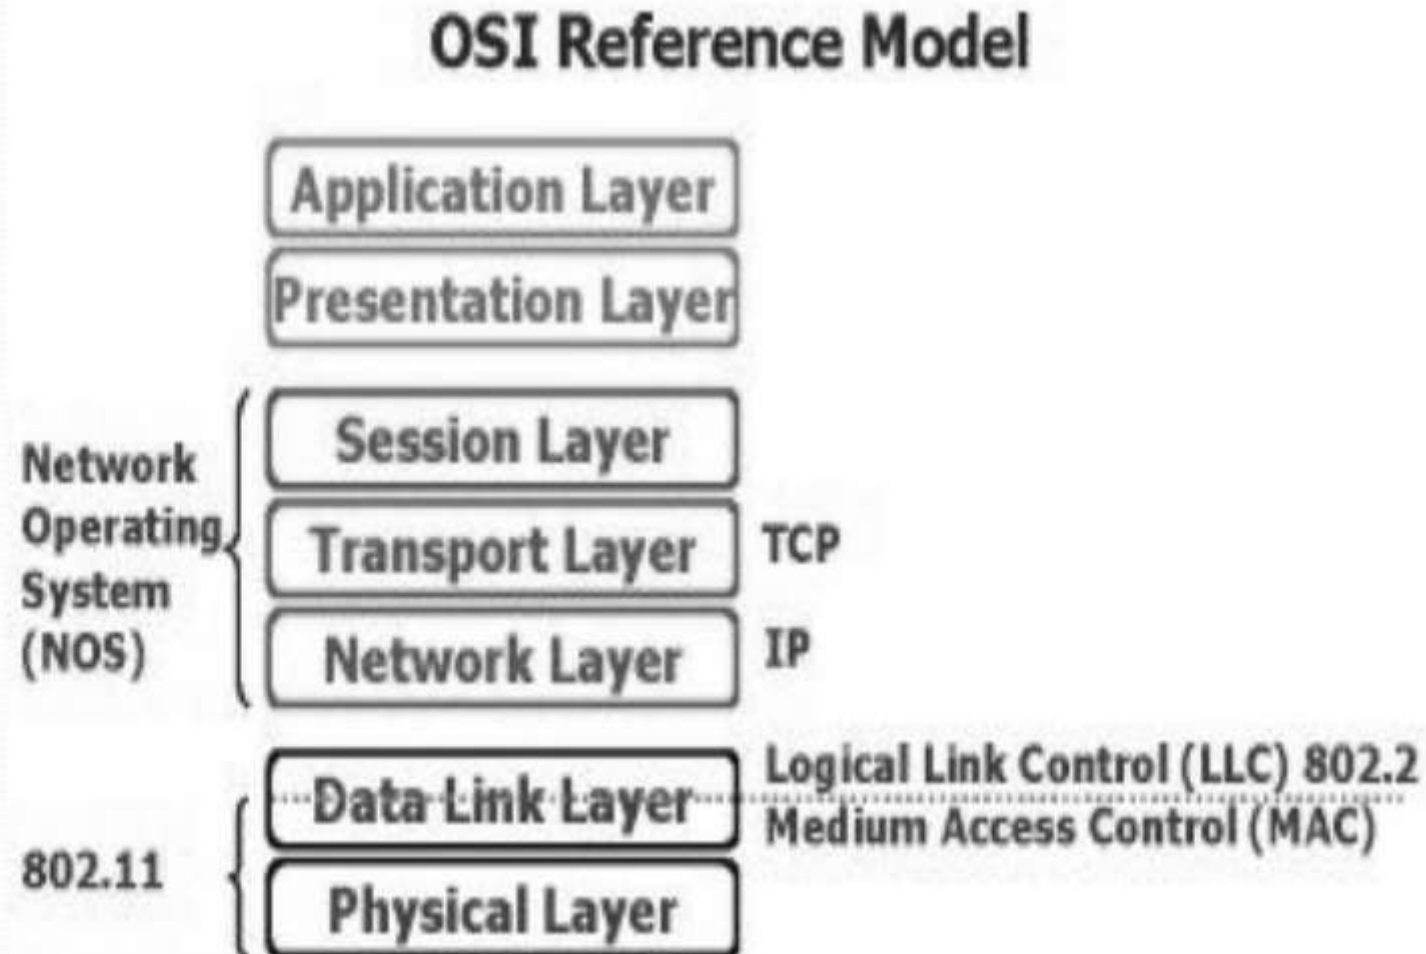 OSI Reference Model
Application Layer
Presentation Layer
Network
Operating
System
(NOS)
Session Layer
Transport Layer
TCP
Network Layer
IP
Data Link Layer
Logical Link Control (LLC) 802.2
Medium Access Control (MAC)
802.11
Physical Layer